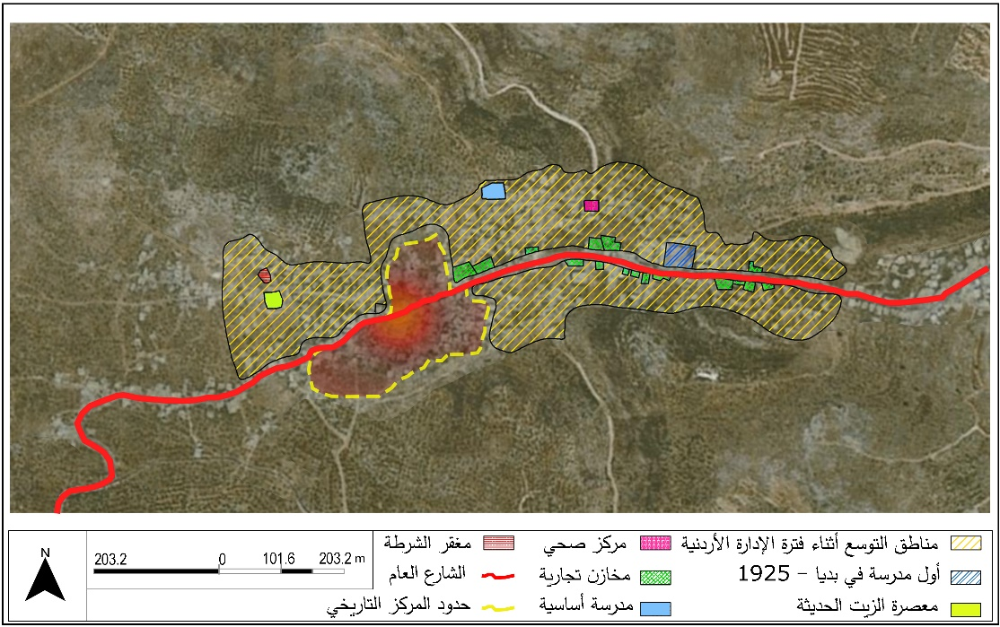 مناطق التوسع أثناء فترة الإدارة الأردنية
أول مدرسة في بديا - 1925
معصرة الزيت الحديثة
مركز صحي
مخازن تجارية
مدرسة أساسية
مغقر الشرطة
الشارع العام
حدود المركز التاريخي
203.2 0 101.6 203.2 m
N